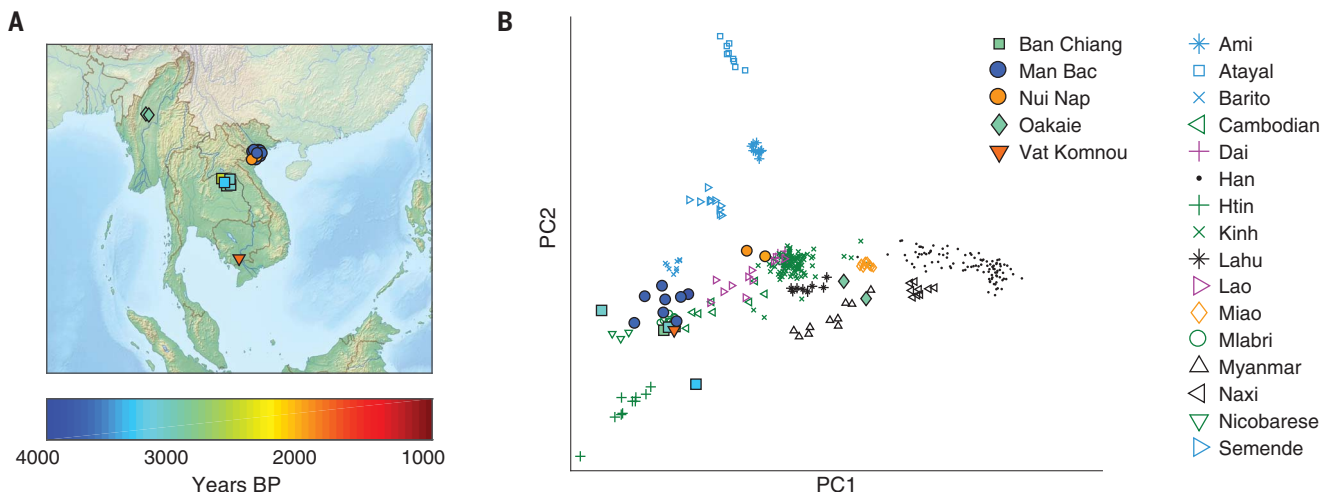 A
4000
3000
2000
1000
Years BP
B
PC2
PC1
Ban Chiang
Man Bac
Nui Nap
Oakaie
Vat Komnou
Ami
Atayal
Barito
Cambodian
Dai
Han
Htin
Kinh
Lahu
Lao
Miao
Mlabri
Myanmar
Naxi
Nicobarese
Semende